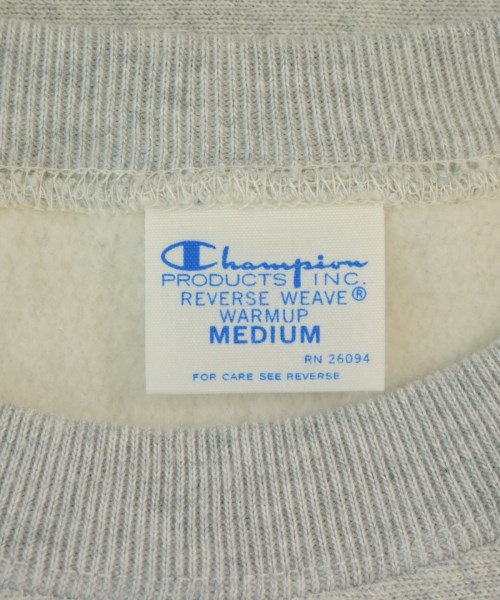 Champion
PRODUCTS INC.
REVERSE WEAVE®
WARMUP
MEDIUM
RN 26094
FOR CARE SEE REVERSE